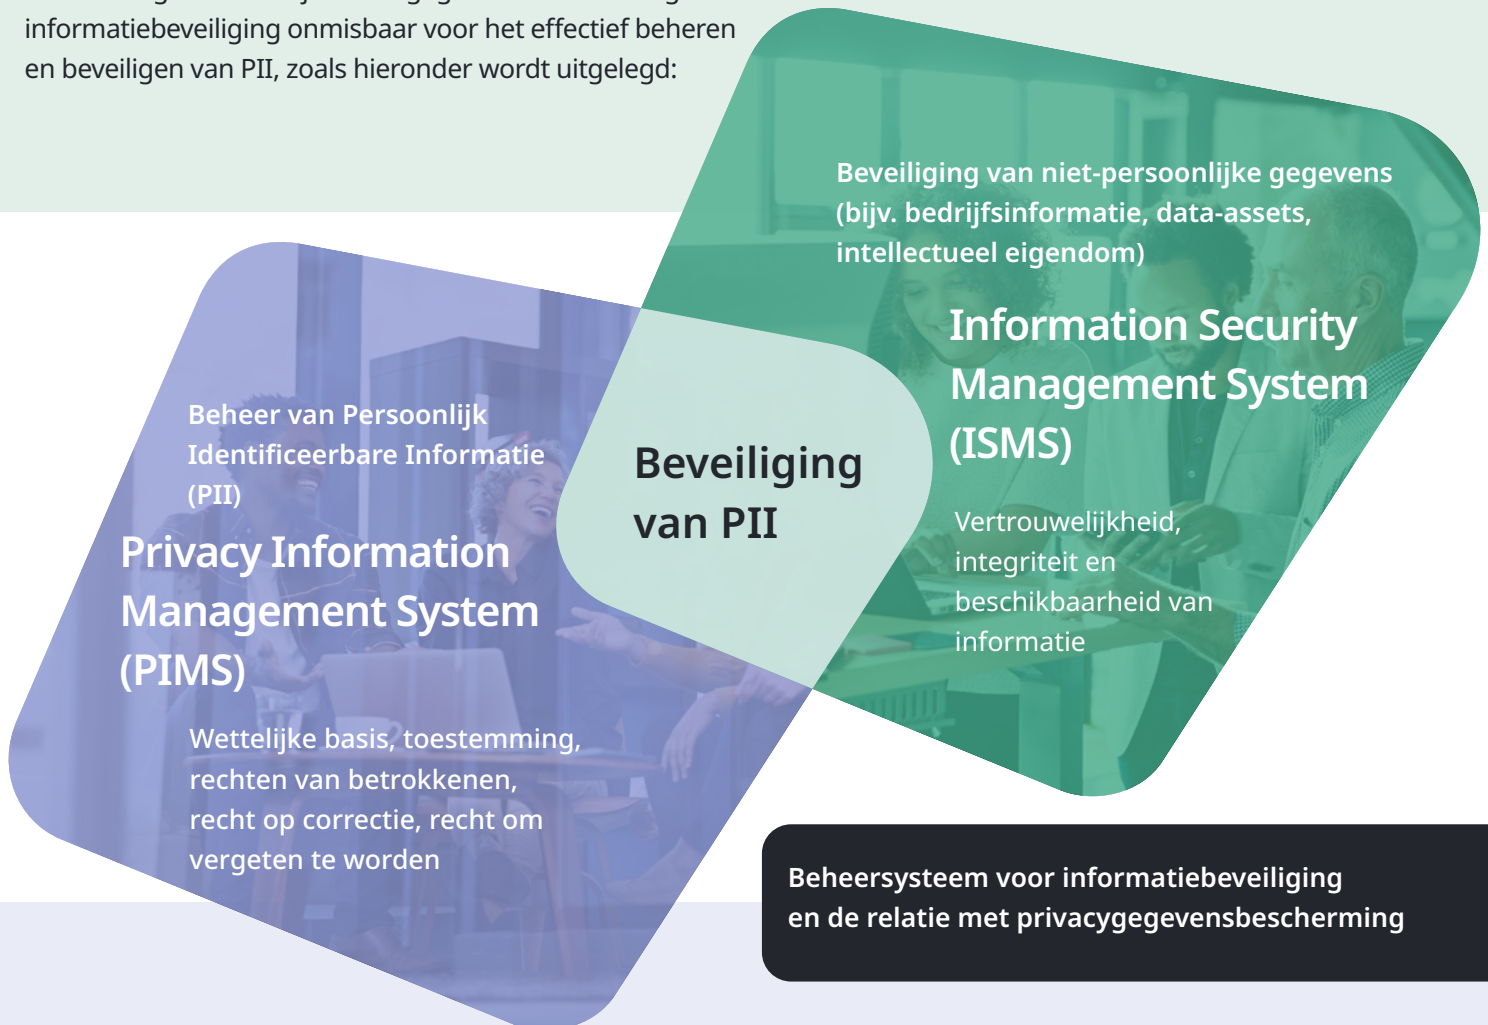 informatiebeveiliging onmisbaar voor het effectief beheren
en beveiligen van PII, zoals hieronder wordt uitgelegd:
Beveiliging van niet-persoonlijke gegevens
(bijv. bedrijfsinformatie, data-assets,
intellectueel eigendom)
Information Security
Management System
(ISMS)
Vertrouwelijkheid,
integriteit en
beschikbaarheid van
informatie
Beveiliging
van PII
Beheer van Persoonlijk
Identificeerbare Informatie
(PII)
Privacy Information
Management System
(PIMS)
Wettelijke basis, toestemming,
rechten van betrokkenen,
recht op correctie, recht om
vergeten te worden
Beheersysteem voor informatiebeveiliging
en de relatie met privacygegevensbescherming